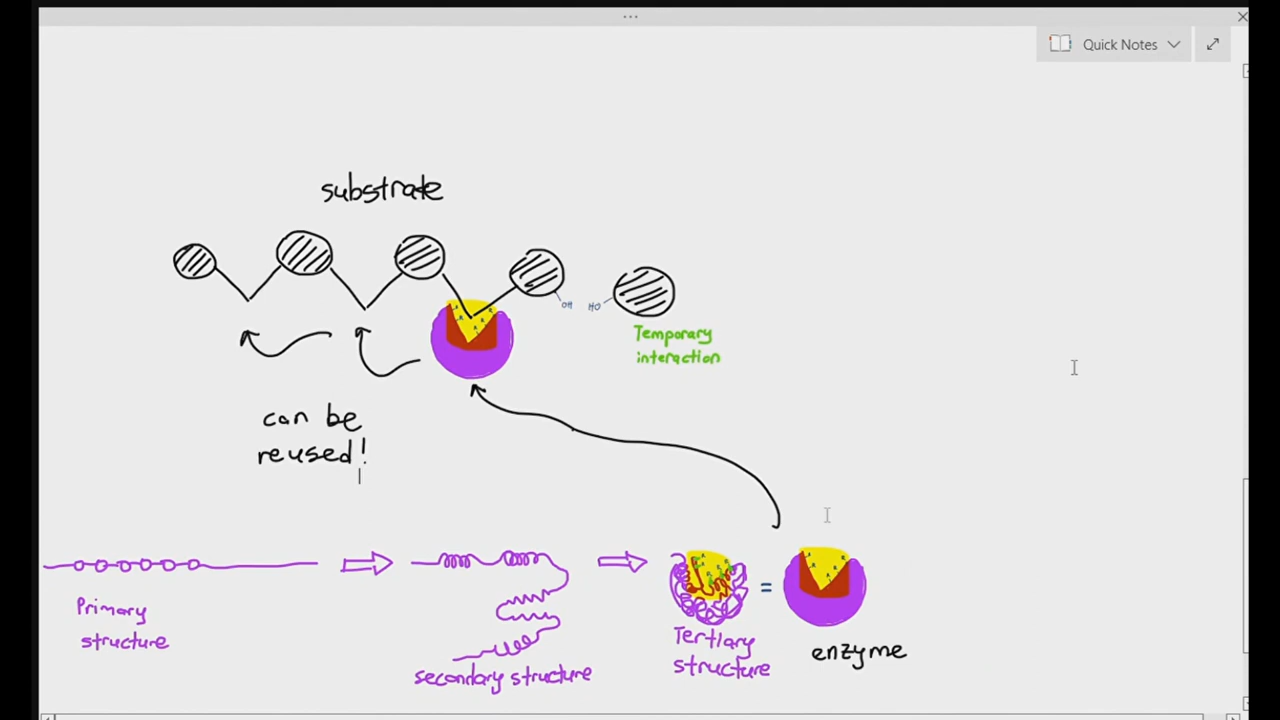 Quick Notes
substrate
OH HO
Temporary
interaction
can be
reused!
Primary
structure
secondary structure
Tertiary
structure
=
enzyme